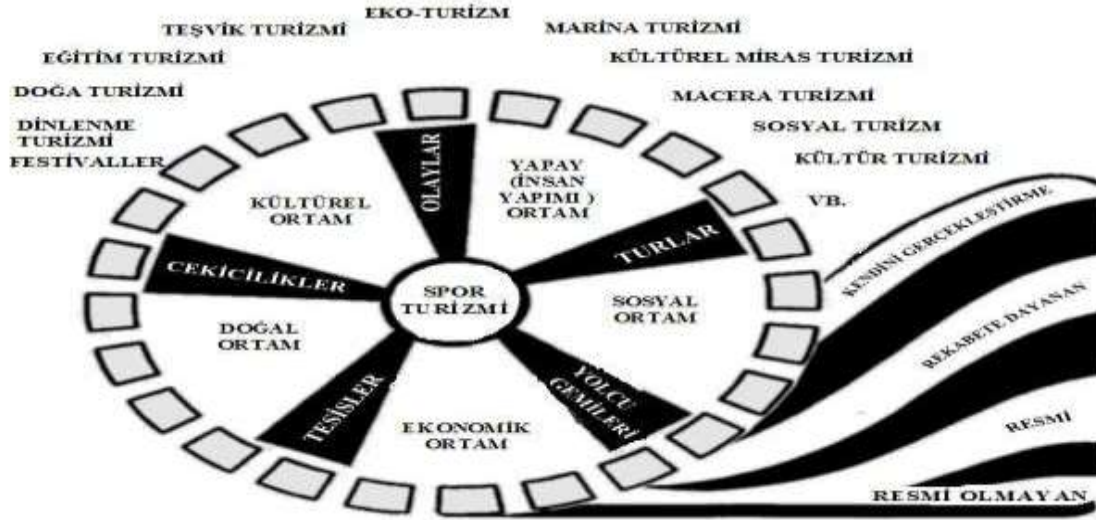 EKO-TURİZM
TEŞVİK TURİZMİ
MARİNA TURİZMİ
EĞİTİM TURİZMİ
KÜLTÜREL MİRAS TURİZMİ
DOĞA TURİZMİ
MACERA TURİZMİ
DİNLENME
TURİZMİ
SOSYAL TURİZM
FESTİVALLER
KÜLTÜR TURİZMİ
VB.
OLAYLAR
YAPAY
(İNSAN
YAPIMI )
ORTAM
KÜLTÜREL
ORTAM
TURLAR
CEKİCİLİKLER
SPOR
TURİZMİ
SOSYAL
ORTAM
DOĞAL
ORTAM
TESİSLER
EKONOMİK
ORTAM
YOLCU
GEMİLERİ
KENDİNİ GERÇEKLEŞTİRME
REKABETE DAYANAN
RESMİ
RESMİ OLMAYAN